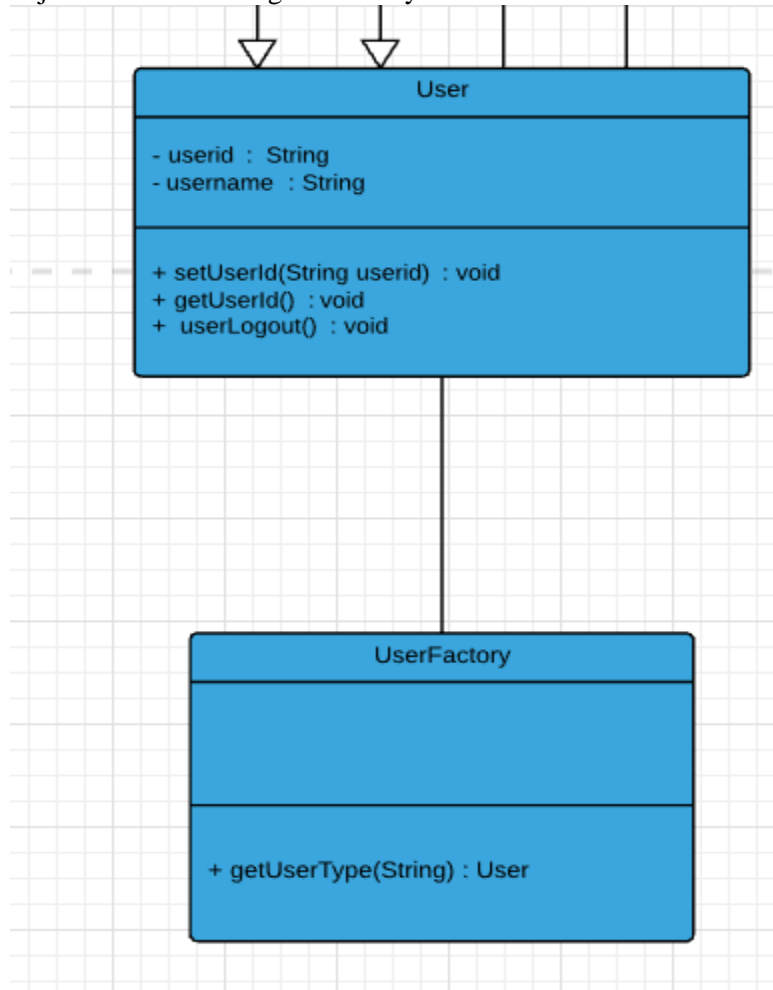 User
- userid : String
- username : String
+ setUserId(String userid) : void
+ getUserId() : void
+ userLogout() : void
UserFactory
+ getUserType(String) : User